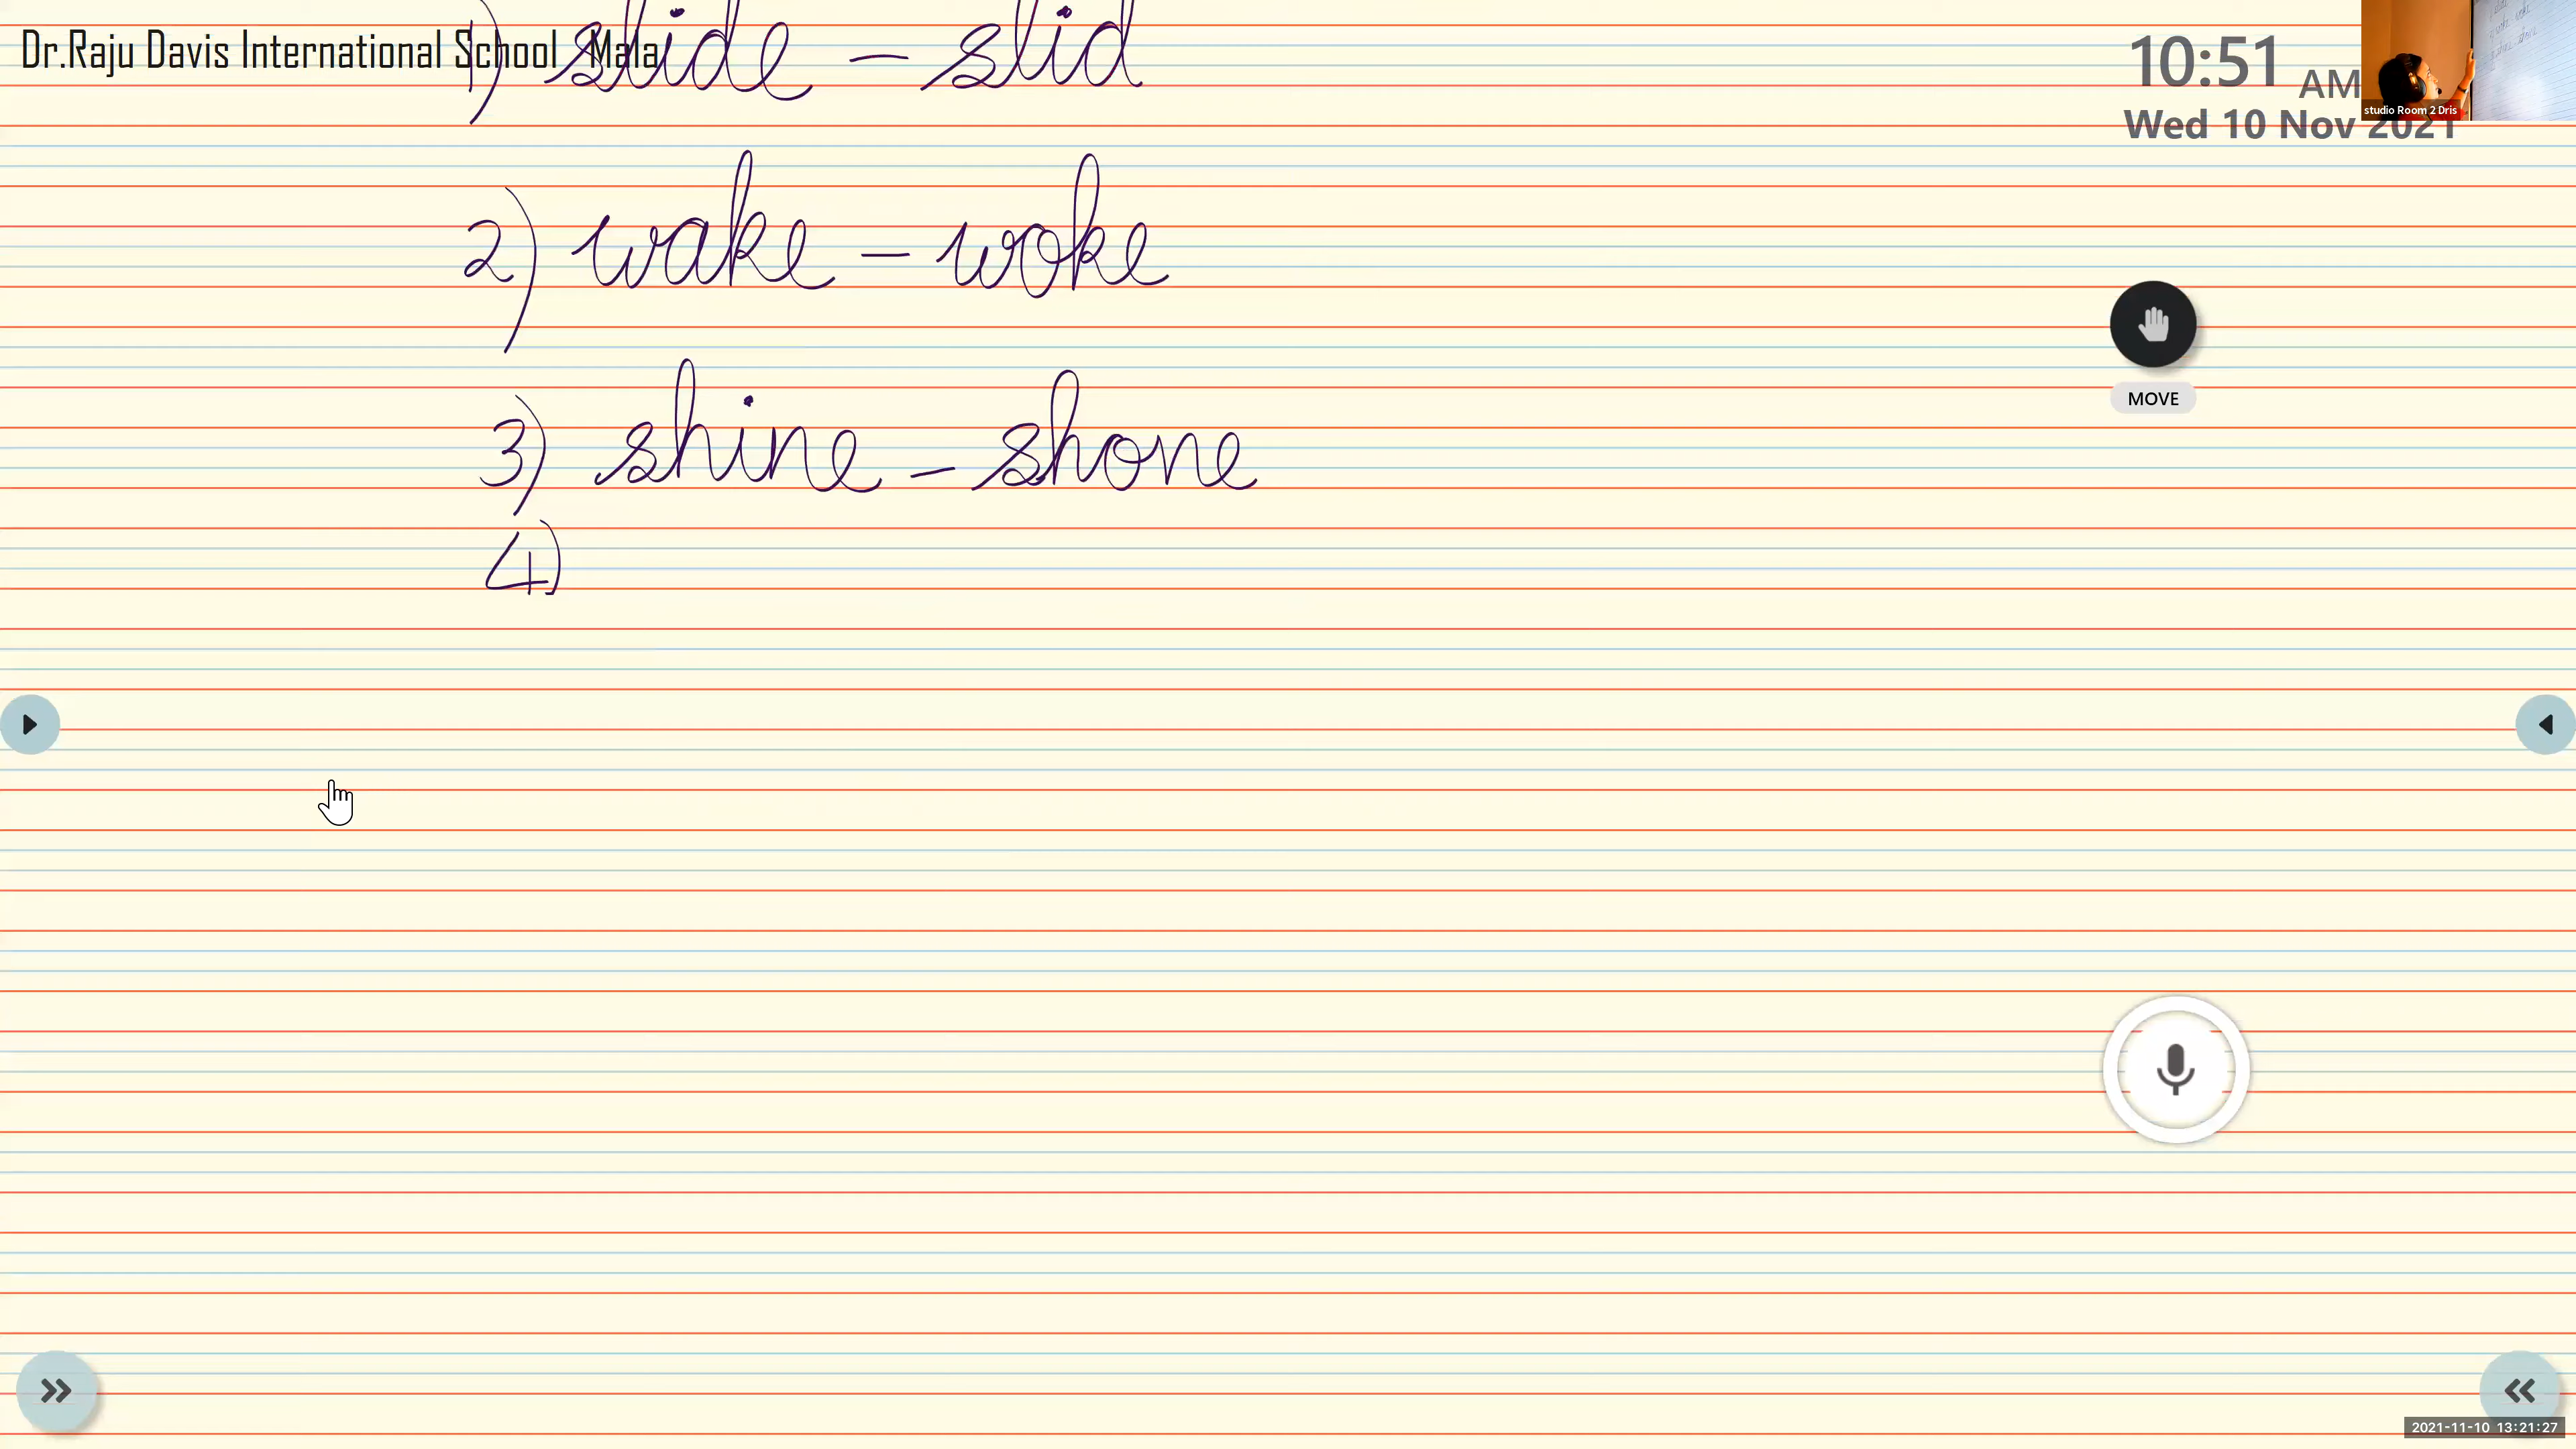 Dr.Raju Davis International School Mala
1) slide - slid
10:51 AM
studio Room 2 Dris
Wed 10 Nov 2021
2) wake - woke
3) shine - shone
MOVE
4)
2021-11-10 13:21:27